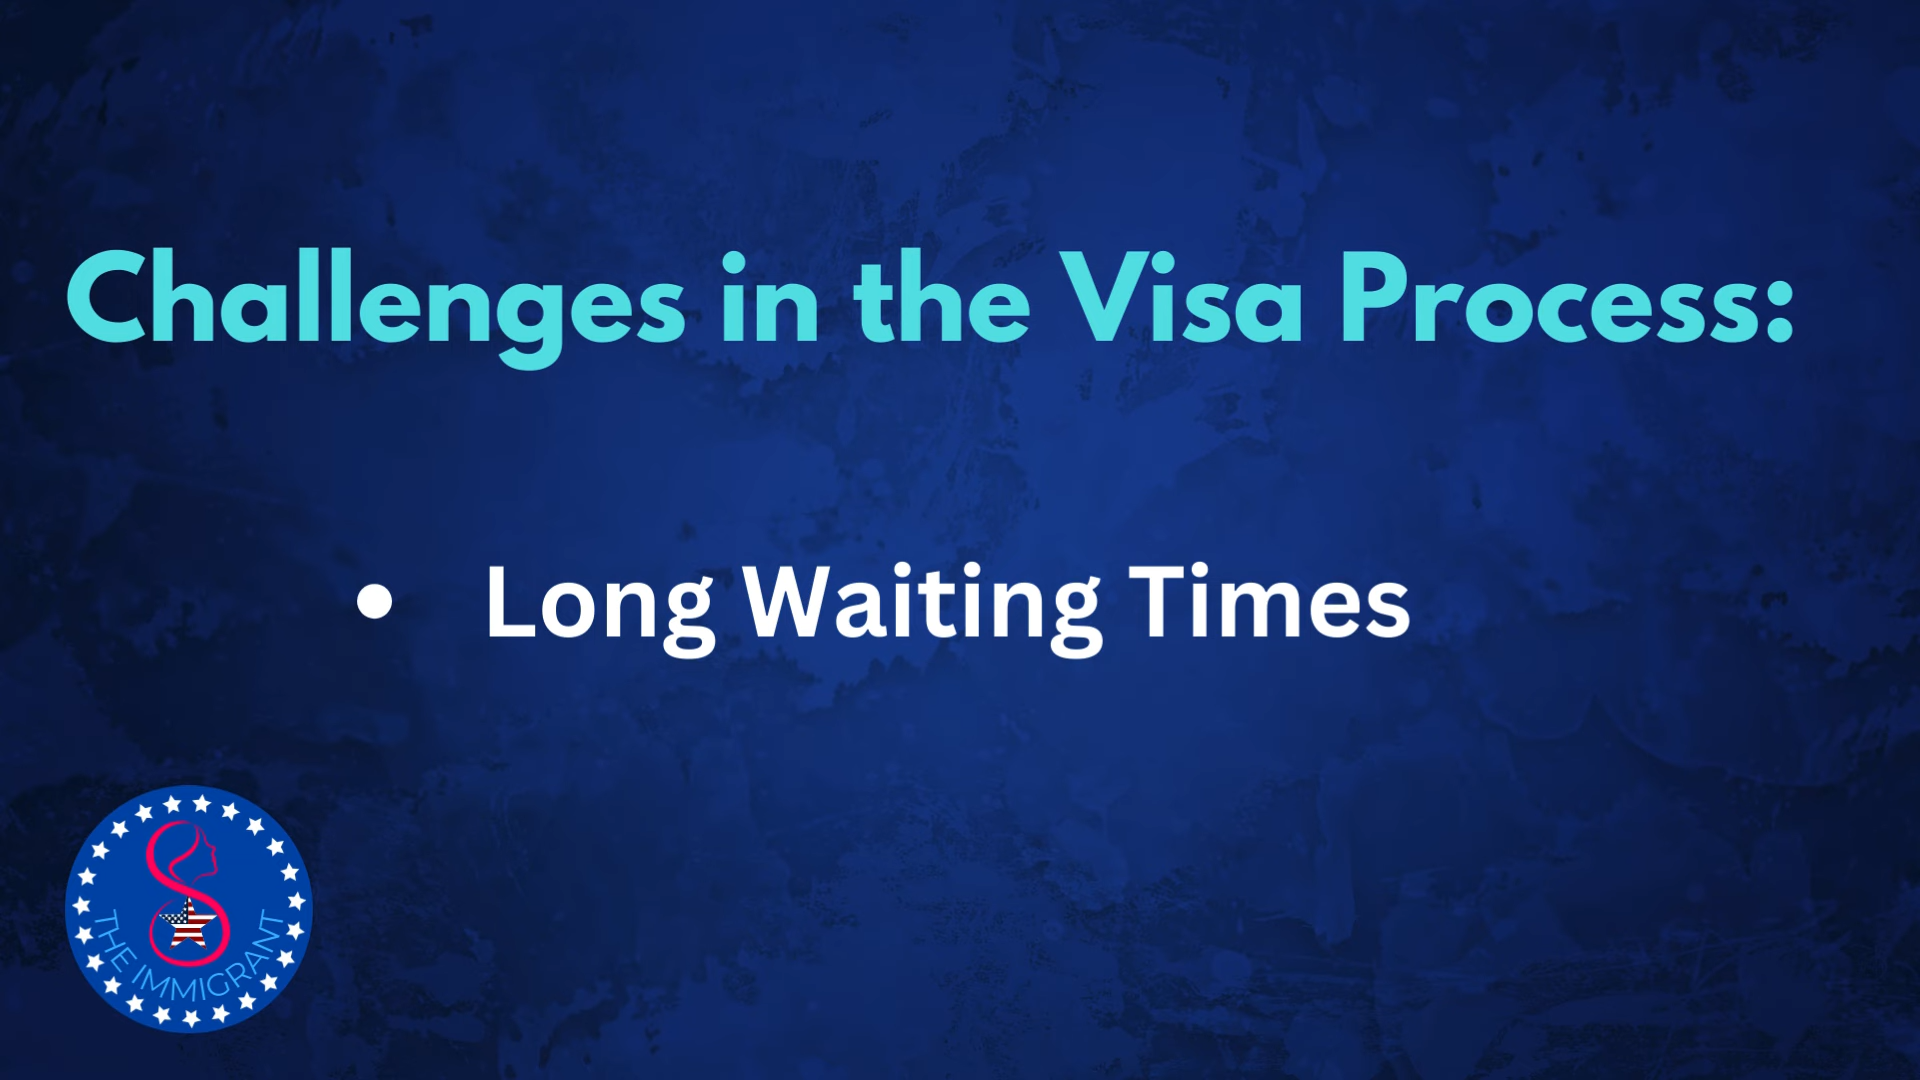 Challenges in the Visa Process:
• Long Waiting Times
THE IMMIGRANT